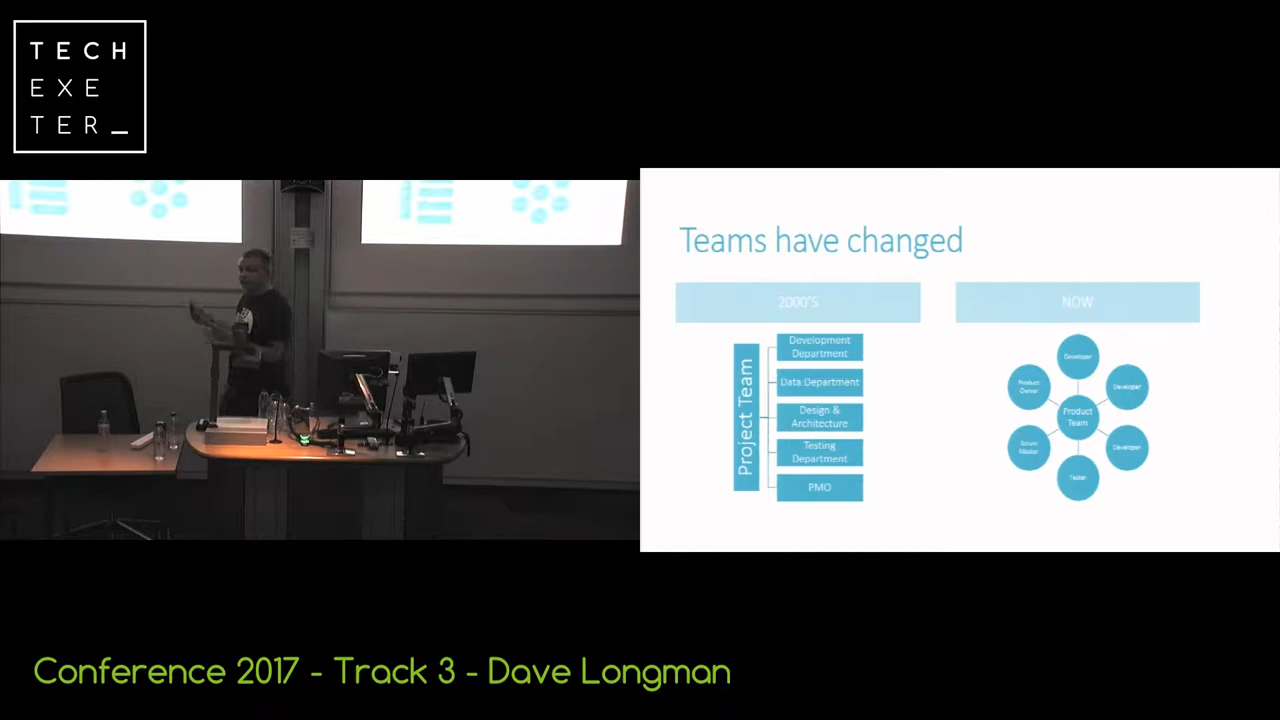 TECH
EXE
TER_
Teams have changed
2000'S
NOW
Project Team
Development
Department
Data Department
Design &
Architecture
Testing
Department
PMO
Developer
Product
Owner
Developer
Product
Team
Scrum
Master
Developer
Tester
Conference 2017 - Track 3 - Dave Longman